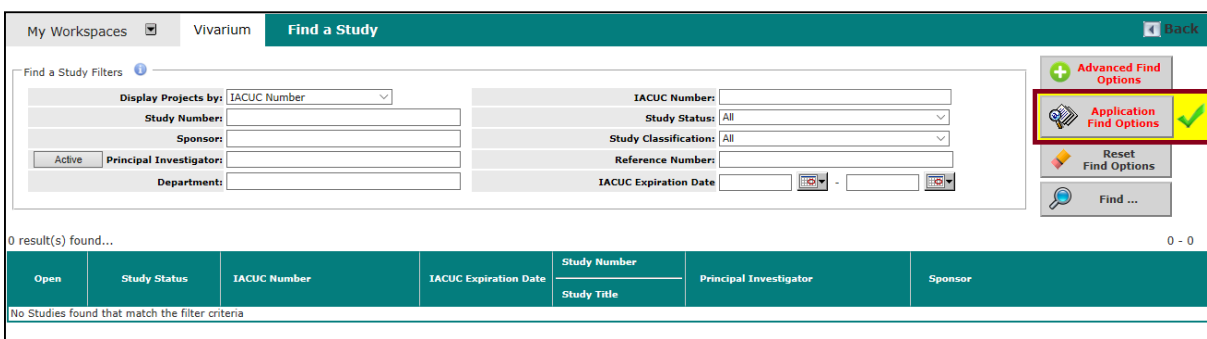 My Workspaces Vivarium Find a Study Back
Find a Study Filters
Display Projects by: IACUC Number IACUC Number:
Study Number: Study Status: All
Sponsor: Study Classification: All
Active Principal Investigator: Reference Number:
Department: IACUC Expiration Date -
Advanced Find
Options
Application
Find Options
Reset
Find Options
Find ...
0 result(s) found... 0 - 0
Open Study Status IACUC Number IACUC Expiration Date Study Number Principal Investigator Sponsor
Study Title
No Studies found that match the filter criteria